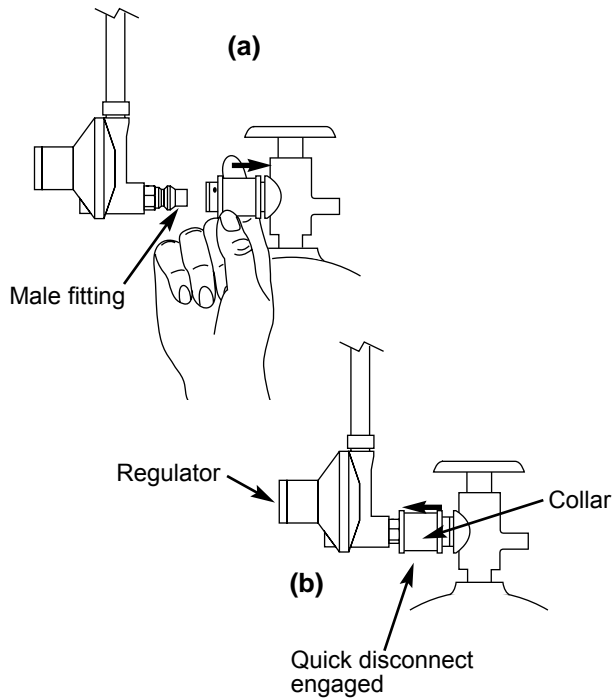 (a)
Male fitting
Regulator
Collar
(b)
Quick disconnect
engaged